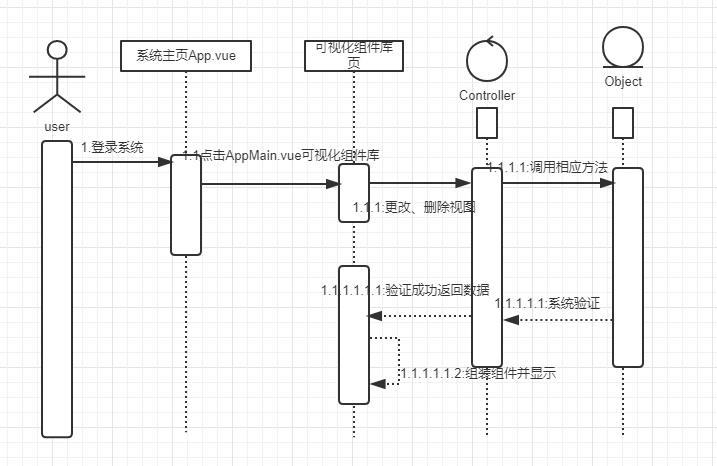 系统主页App.vue
可视化组件库
页
Controller
Object
user
1.登录系统
1.1点击AppMain.vue可视化组件库
1.1.1.1:调用相应方法
1.1.1:更改、删除视图
1.1.1.1.1.1:验证成功返回数据
1.1.1.1.1:系统验证
1.1.1.1.1.2:组装组件并显示